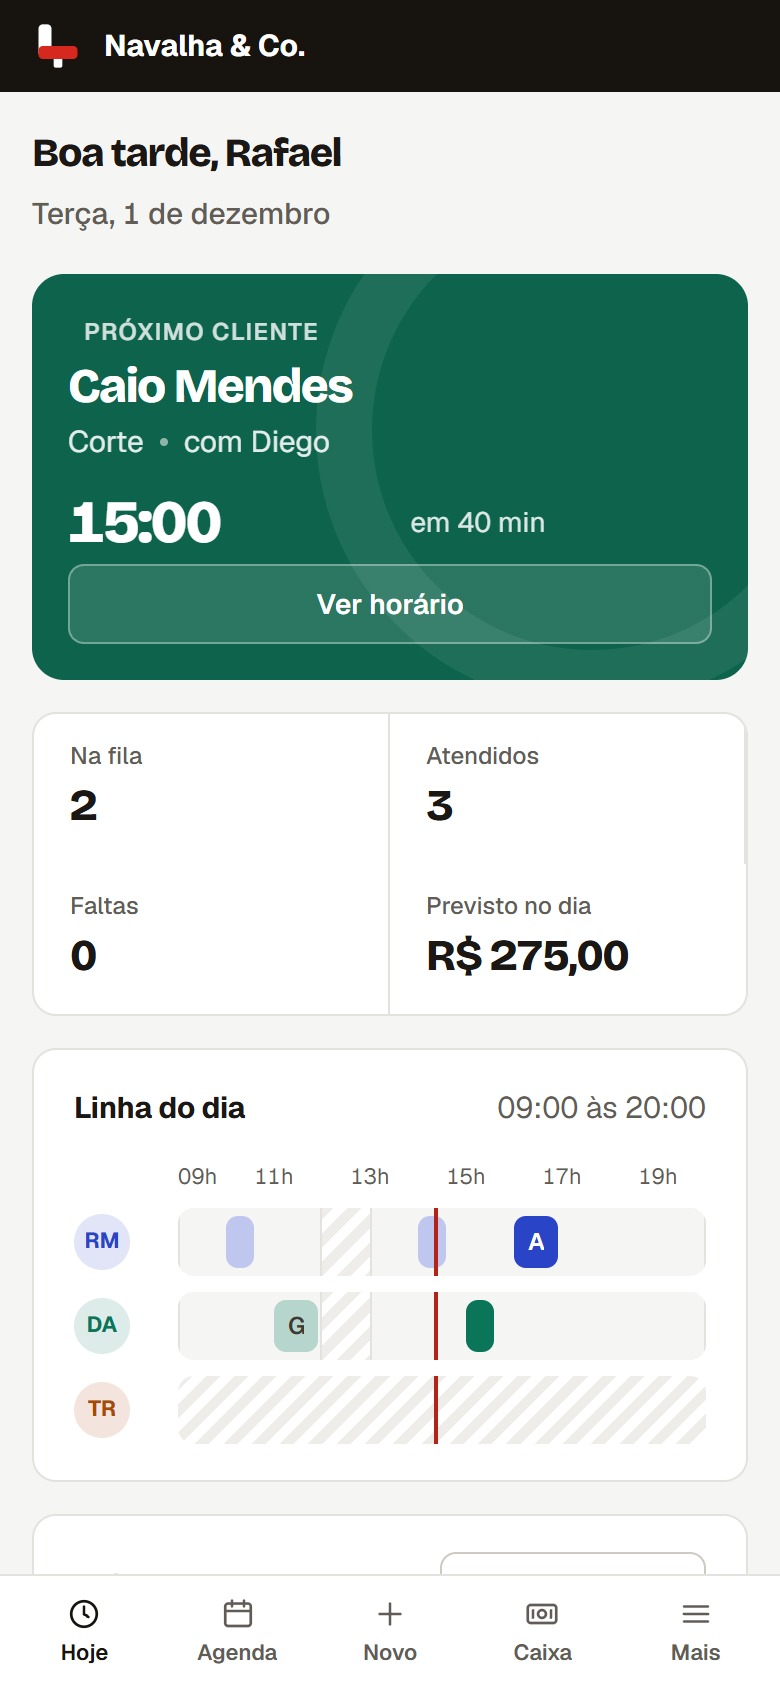 Navalha & Co.
Boa tarde, Rafael
Terça, 1 de dezembro
PRÓXIMO CLIENTE
Caio Mendes
Corte • com Diego
15:00 em 40 min
Ver horário
Na fila
2
Atendidos
3
Faltas
0
Previsto no dia
R$ 275,00
Linha do dia 09:00 às 20:00
09h 11h 13h 15h 17h 19h
RM A
DA G
TR
Hoje Agenda Novo Caixa Mais